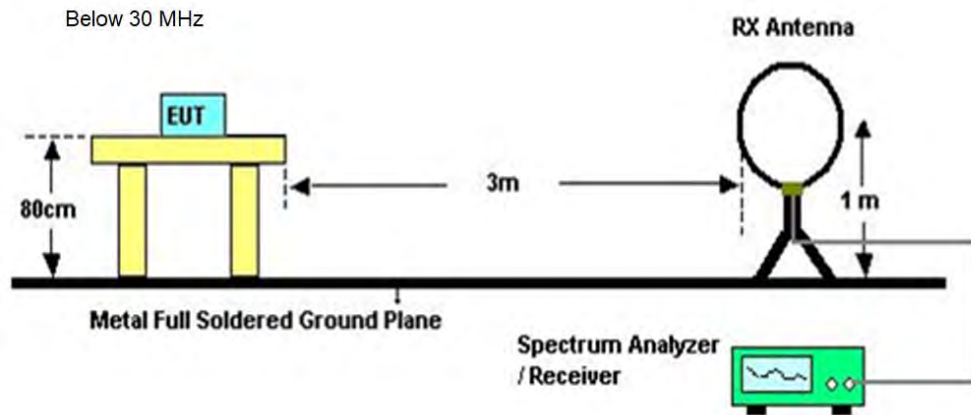 Below 30 MHz
RX Antenna
EUT
3m
80cm
1 m
Metal Full Soldered Ground Plane
Spectrum Analyzer
/ Receiver